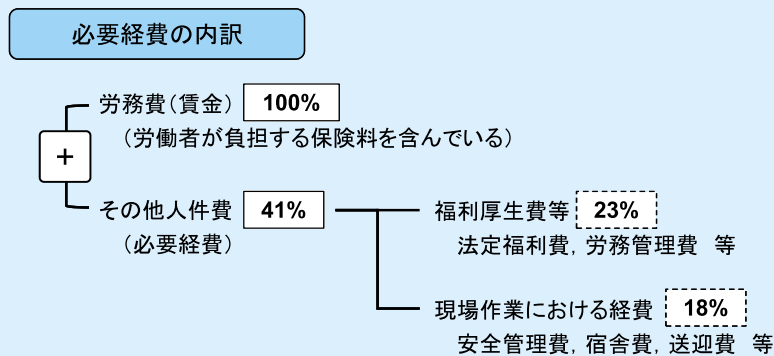 必要経費の内訳
労務費（賃金） 100%
（労働者が負担する保険料を含んでいる）
+
その他人件費 41%
（必要経費）
福利厚生費等 23%
法定福利費，労務管理費　等
現場作業における経費 18%
安全管理費，宿舎費，送迎費　等